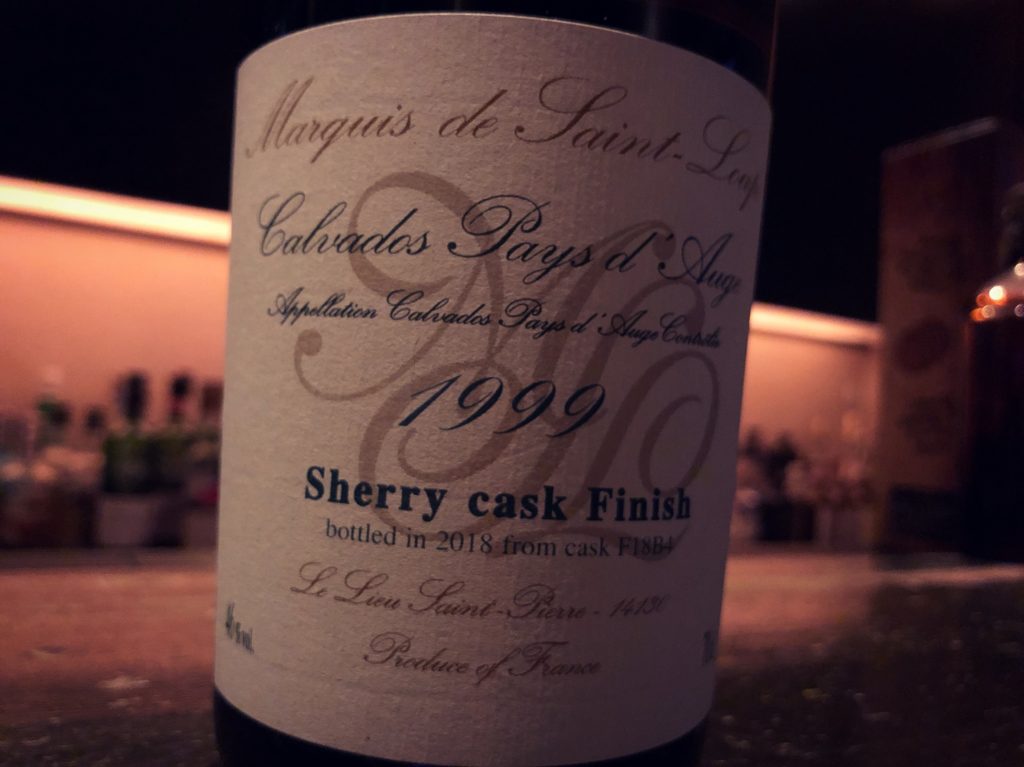 Marquis de Saint-Loup
Calvados Pays d'Auge
Appellation Calvados Pays d'Auge Contrôlée
1999
Sherry cask Finish
bottled in 2018 from cask F18B4
Le Lieu Saint-Pierre - 14130
Produce of France